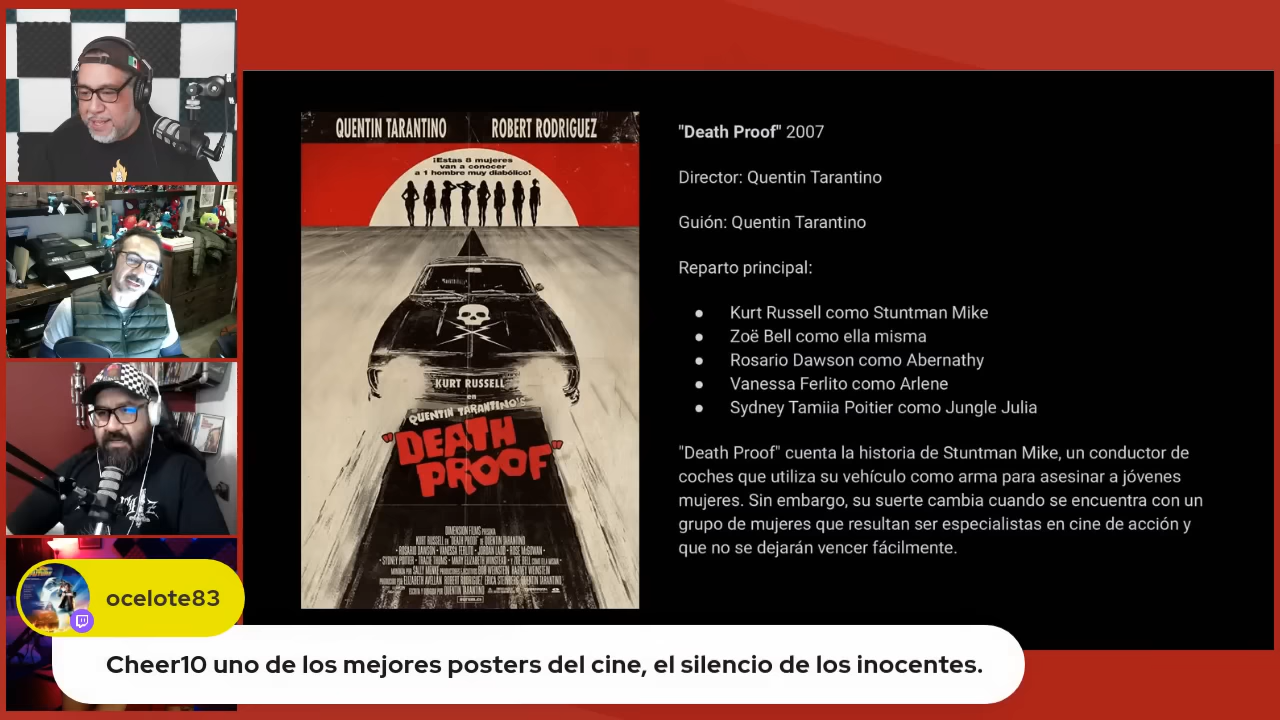 QUENTIN TARANTINO ROBERT RODRIGUEZ
¡Estas 8 mujeres
van a conocer
a 1 hombre muy diabólico!
KURT RUSSELL
en
QUENTIN TARANTINO'S
"DEATH
PROOF"
DIMENSION FILMS PRESENTA
"Death Proof" 2007
Director: Quentin Tarantino
Guión: Quentin Tarantino
Reparto principal:
● Kurt Russell como Stuntman Mike
● Zoë Bell como ella misma
● Rosario Dawson como Abernathy
● Vanessa Ferlito como Arlene
● Sydney Tamiia Poitier como Jungle Julia
"Death Proof" cuenta la historia de Stuntman Mike, un conductor de
coches que utiliza su vehículo como arma para asesinar a jóvenes
mujeres. Sin embargo, su suerte cambia cuando se encuentra con un
grupo de mujeres que resultan ser especialistas en cine de acción y
que no se dejarán vencer fácilmente.
ocelote83
Cheer10 uno de los mejores posters del cine, el silencio de los inocentes.